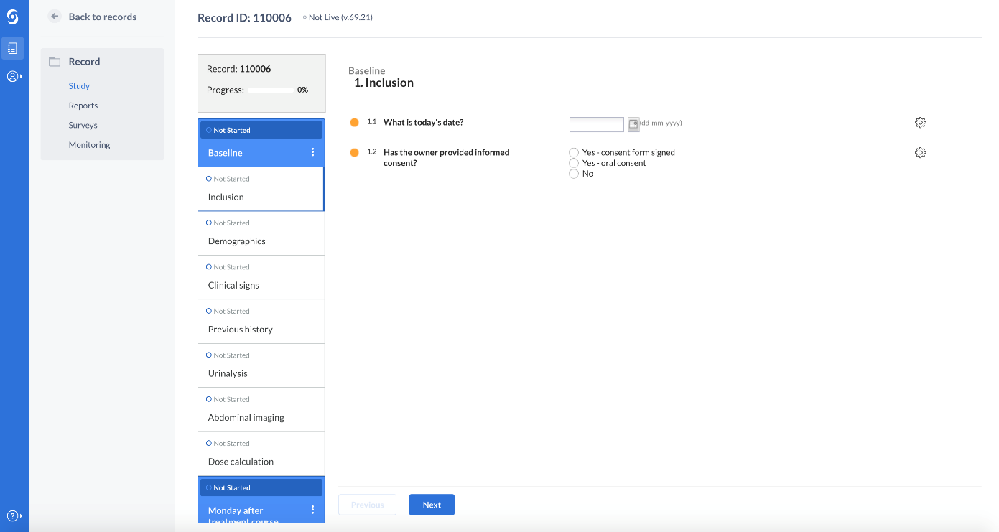 Back to records
Record
Study
Reports
Surveys
Monitoring
Record ID: 110006
Not Live (v.69.21)
Record: 110006
Progress: 0%
Not Started
Baseline
Not Started
Inclusion
Not Started
Demographics
Not Started
Clinical signs
Not Started
Previous history
Not Started
Urinalysis
Not Started
Abdominal imaging
Not Started
Dose calculation
Not Started
Monday after
treatment course
Baseline
1. Inclusion
1.1 What is today's date? (dd-mm-yyyy)
1.2 Has the owner provided informed
consent?
Yes - consent form signed
Yes - oral consent
No
Previous
Next